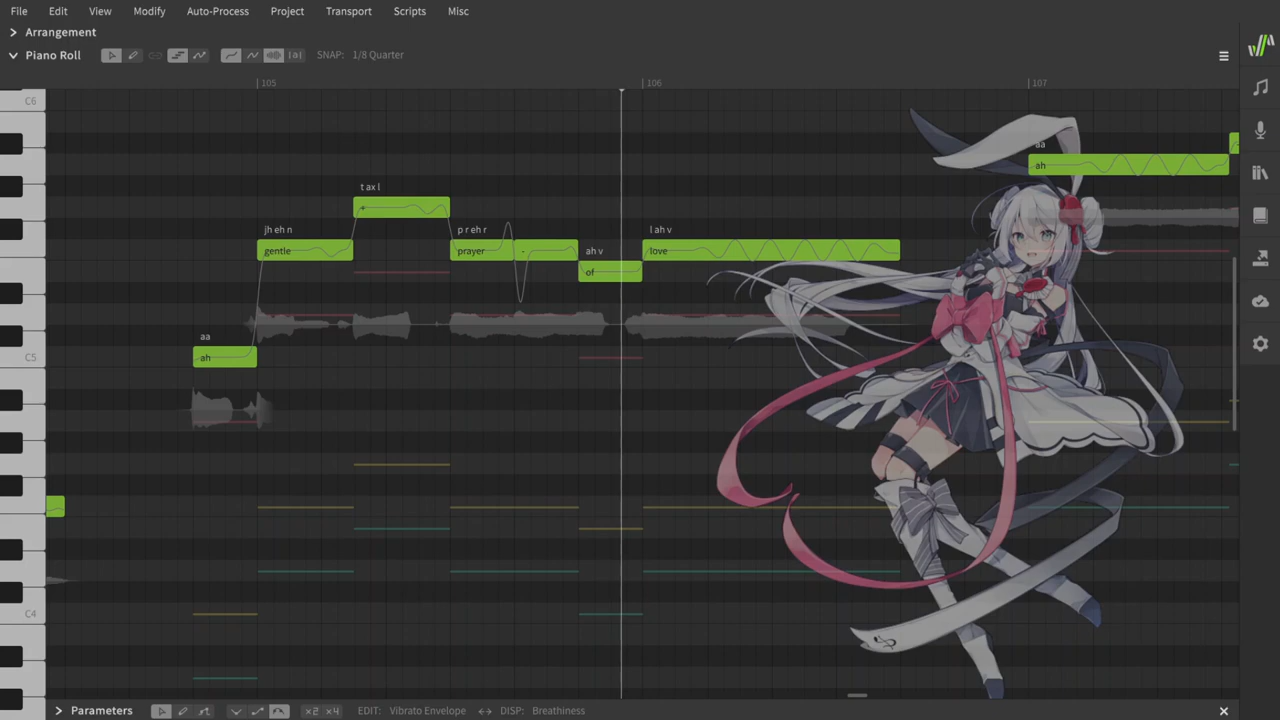 File Edit View Modify Auto-Process Project Transport Scripts Misc
Arrangement
Piano Roll SNAP: 1/8 Quarter
105 106 107
C6
aa
ah
t ax l
+
jh eh n p r eh r l ah v
gentle prayer - ah v love
of
aa
C5 ah
C4
Parameters x2 x4 EDIT: Vibrato Envelope DISP: Breathiness